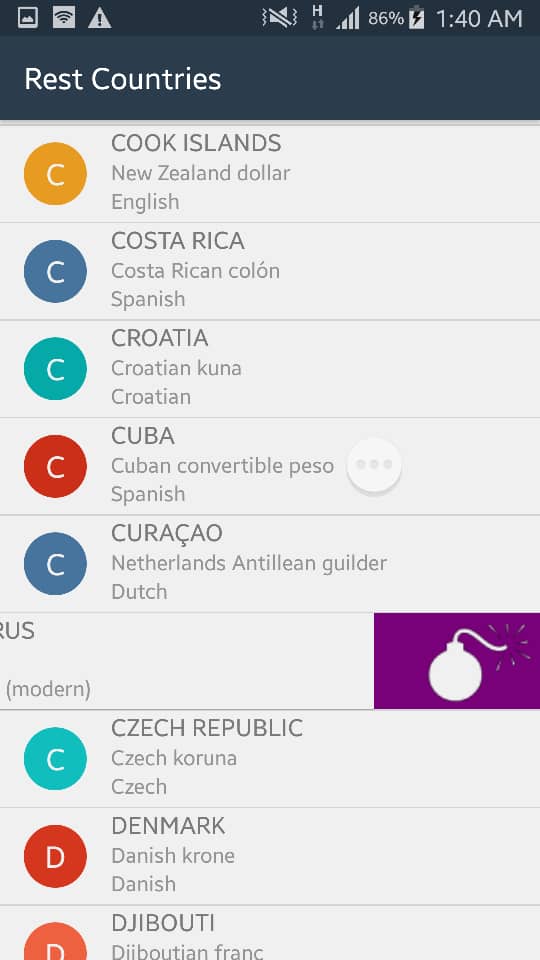 H
86%
1:40 AM
Rest Countries
C
COOK ISLANDS
New Zealand dollar
English
C
COSTA RICA
Costa Rican colón
Spanish
C
CROATIA
Croatian kuna
Croatian
C
CUBA
Cuban convertible peso
Spanish
C
CURAÇAO
Netherlands Antillean guilder
Dutch
RUS
(modern)
C
CZECH REPUBLIC
Czech koruna
Czech
D
DENMARK
Danish krone
Danish
D
DJIBOUTI
Djiboutian franc